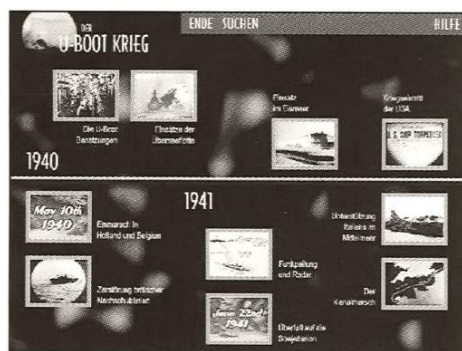 DER
U-BOOT KRIEG
ENDE SUCHEN
HILFE
Die U-Boot
Besatzungen
Einsätze der
Überseeflotte
Einsatz
im Eismeer
Kriegseintritt
der USA
U.S. SHIP TORPEDOED
1940
1941
May 10th
1940
Einmarsch in
Holland und Belgien
Zerstörung britischer
Nachschublinien
Funkpeilung
und Radar
June 22nd
1941
Überfall auf die
Sowjetunion
Unterstützung
Italiens im
Mittelmeer
Der
Kanalmarsch